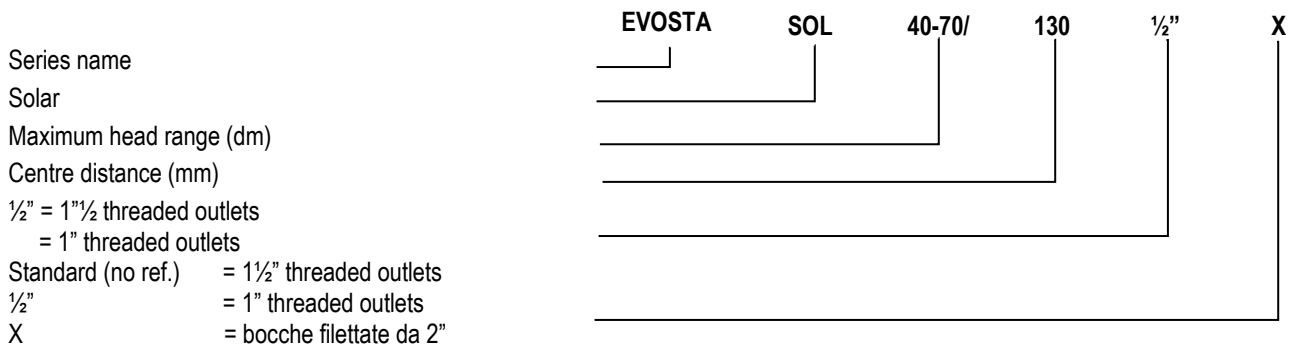 EVOSTA SOL 40-70/ 130 ½” X
Series name
Solar
Maximum head range (dm)
Centre distance (mm)
½” = 1”½ threaded outlets
= 1” threaded outlets
Standard (no ref.) = 1½” threaded outlets
½” = 1” threaded outlets
X = bocche filettate da 2”